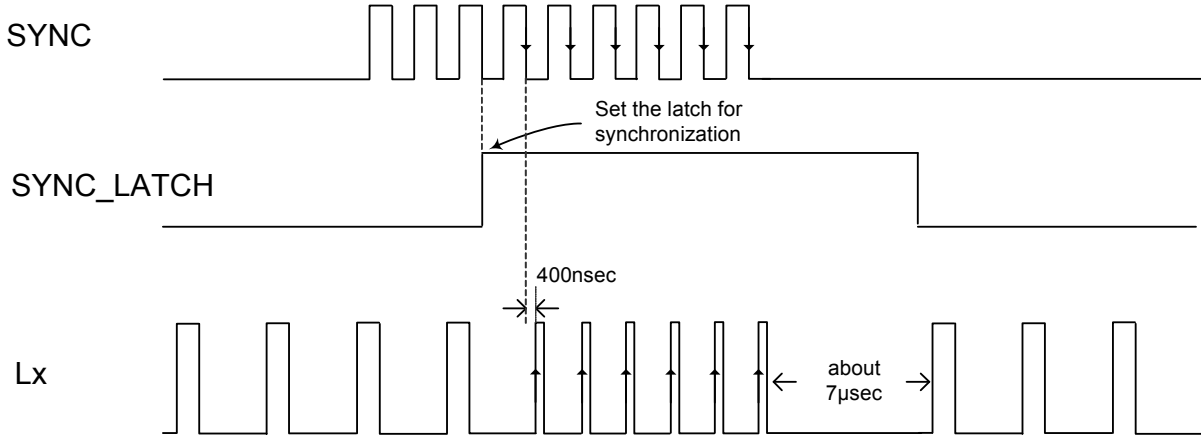 SYNC
Set the latch for
synchronization
SYNC_LATCH
400nsec
Lx
about
7µsec